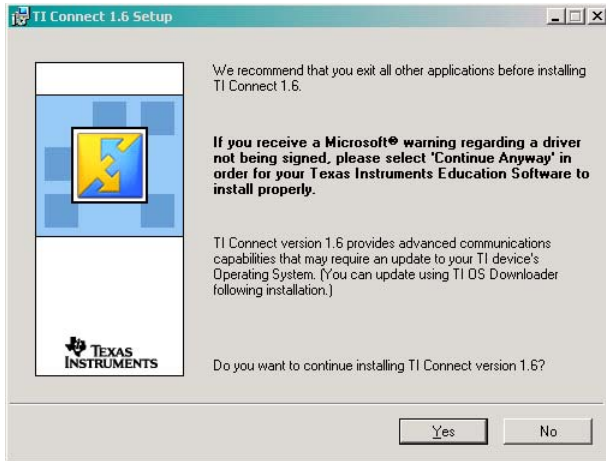 TI Connect 1.6 Setup
We recommend that you exit all other applications before installing
TI Connect 1.6.
If you receive a Microsoft® warning regarding a driver
not being signed, please select 'Continue Anyway' in
order for your Texas Instruments Education Software to
install properly.
TI Connect version 1.6 provides advanced communications
capabilities that may require an update to your TI device's
Operating System. (You can update using TI OS Downloader
following installation.)
TEXAS
INSTRUMENTS
Do you want to continue installing TI Connect version 1.6?
Yes
No